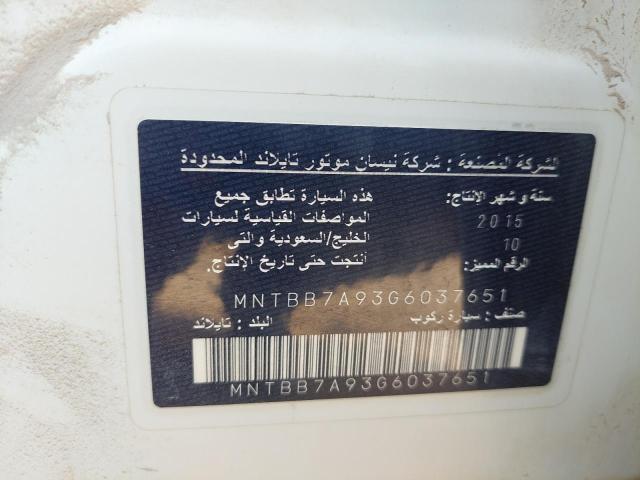 الشركة المصنعة : شركة نيسان موتور تايلاند المحدودة
سنة و شهر الإنتاج:
2015
10
الرقم المميز:
هذه السيارة تطابق جميع
المواصفات القياسية لسيارات
الخليج/السعودية والتى
أنتجت حتى تاريخ الإنتاج.
MNTBB7A93G6037651
صنف : سيارة ركوب
البلد : تايلاند
MNTBB7A93G6037651